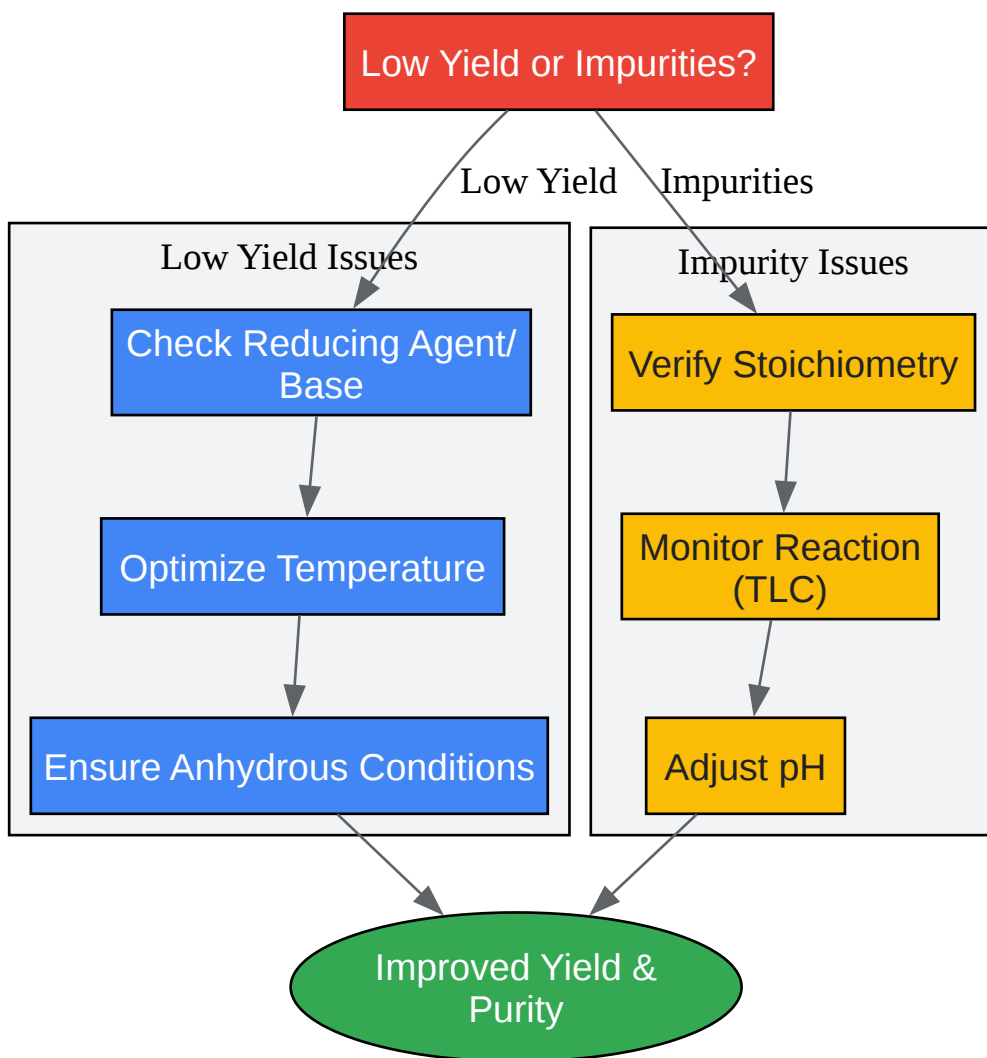 Low Yield or Impurities?
Low Yield
Impurities
Low Yield Issues
Check Reducing Agent/
Base
Optimize Temperature
Ensure Anhydrous Conditions
Impurity Issues
Verify Stoichiometry
Monitor Reaction
(TLC)
Adjust pH
Improved Yield &
Purity